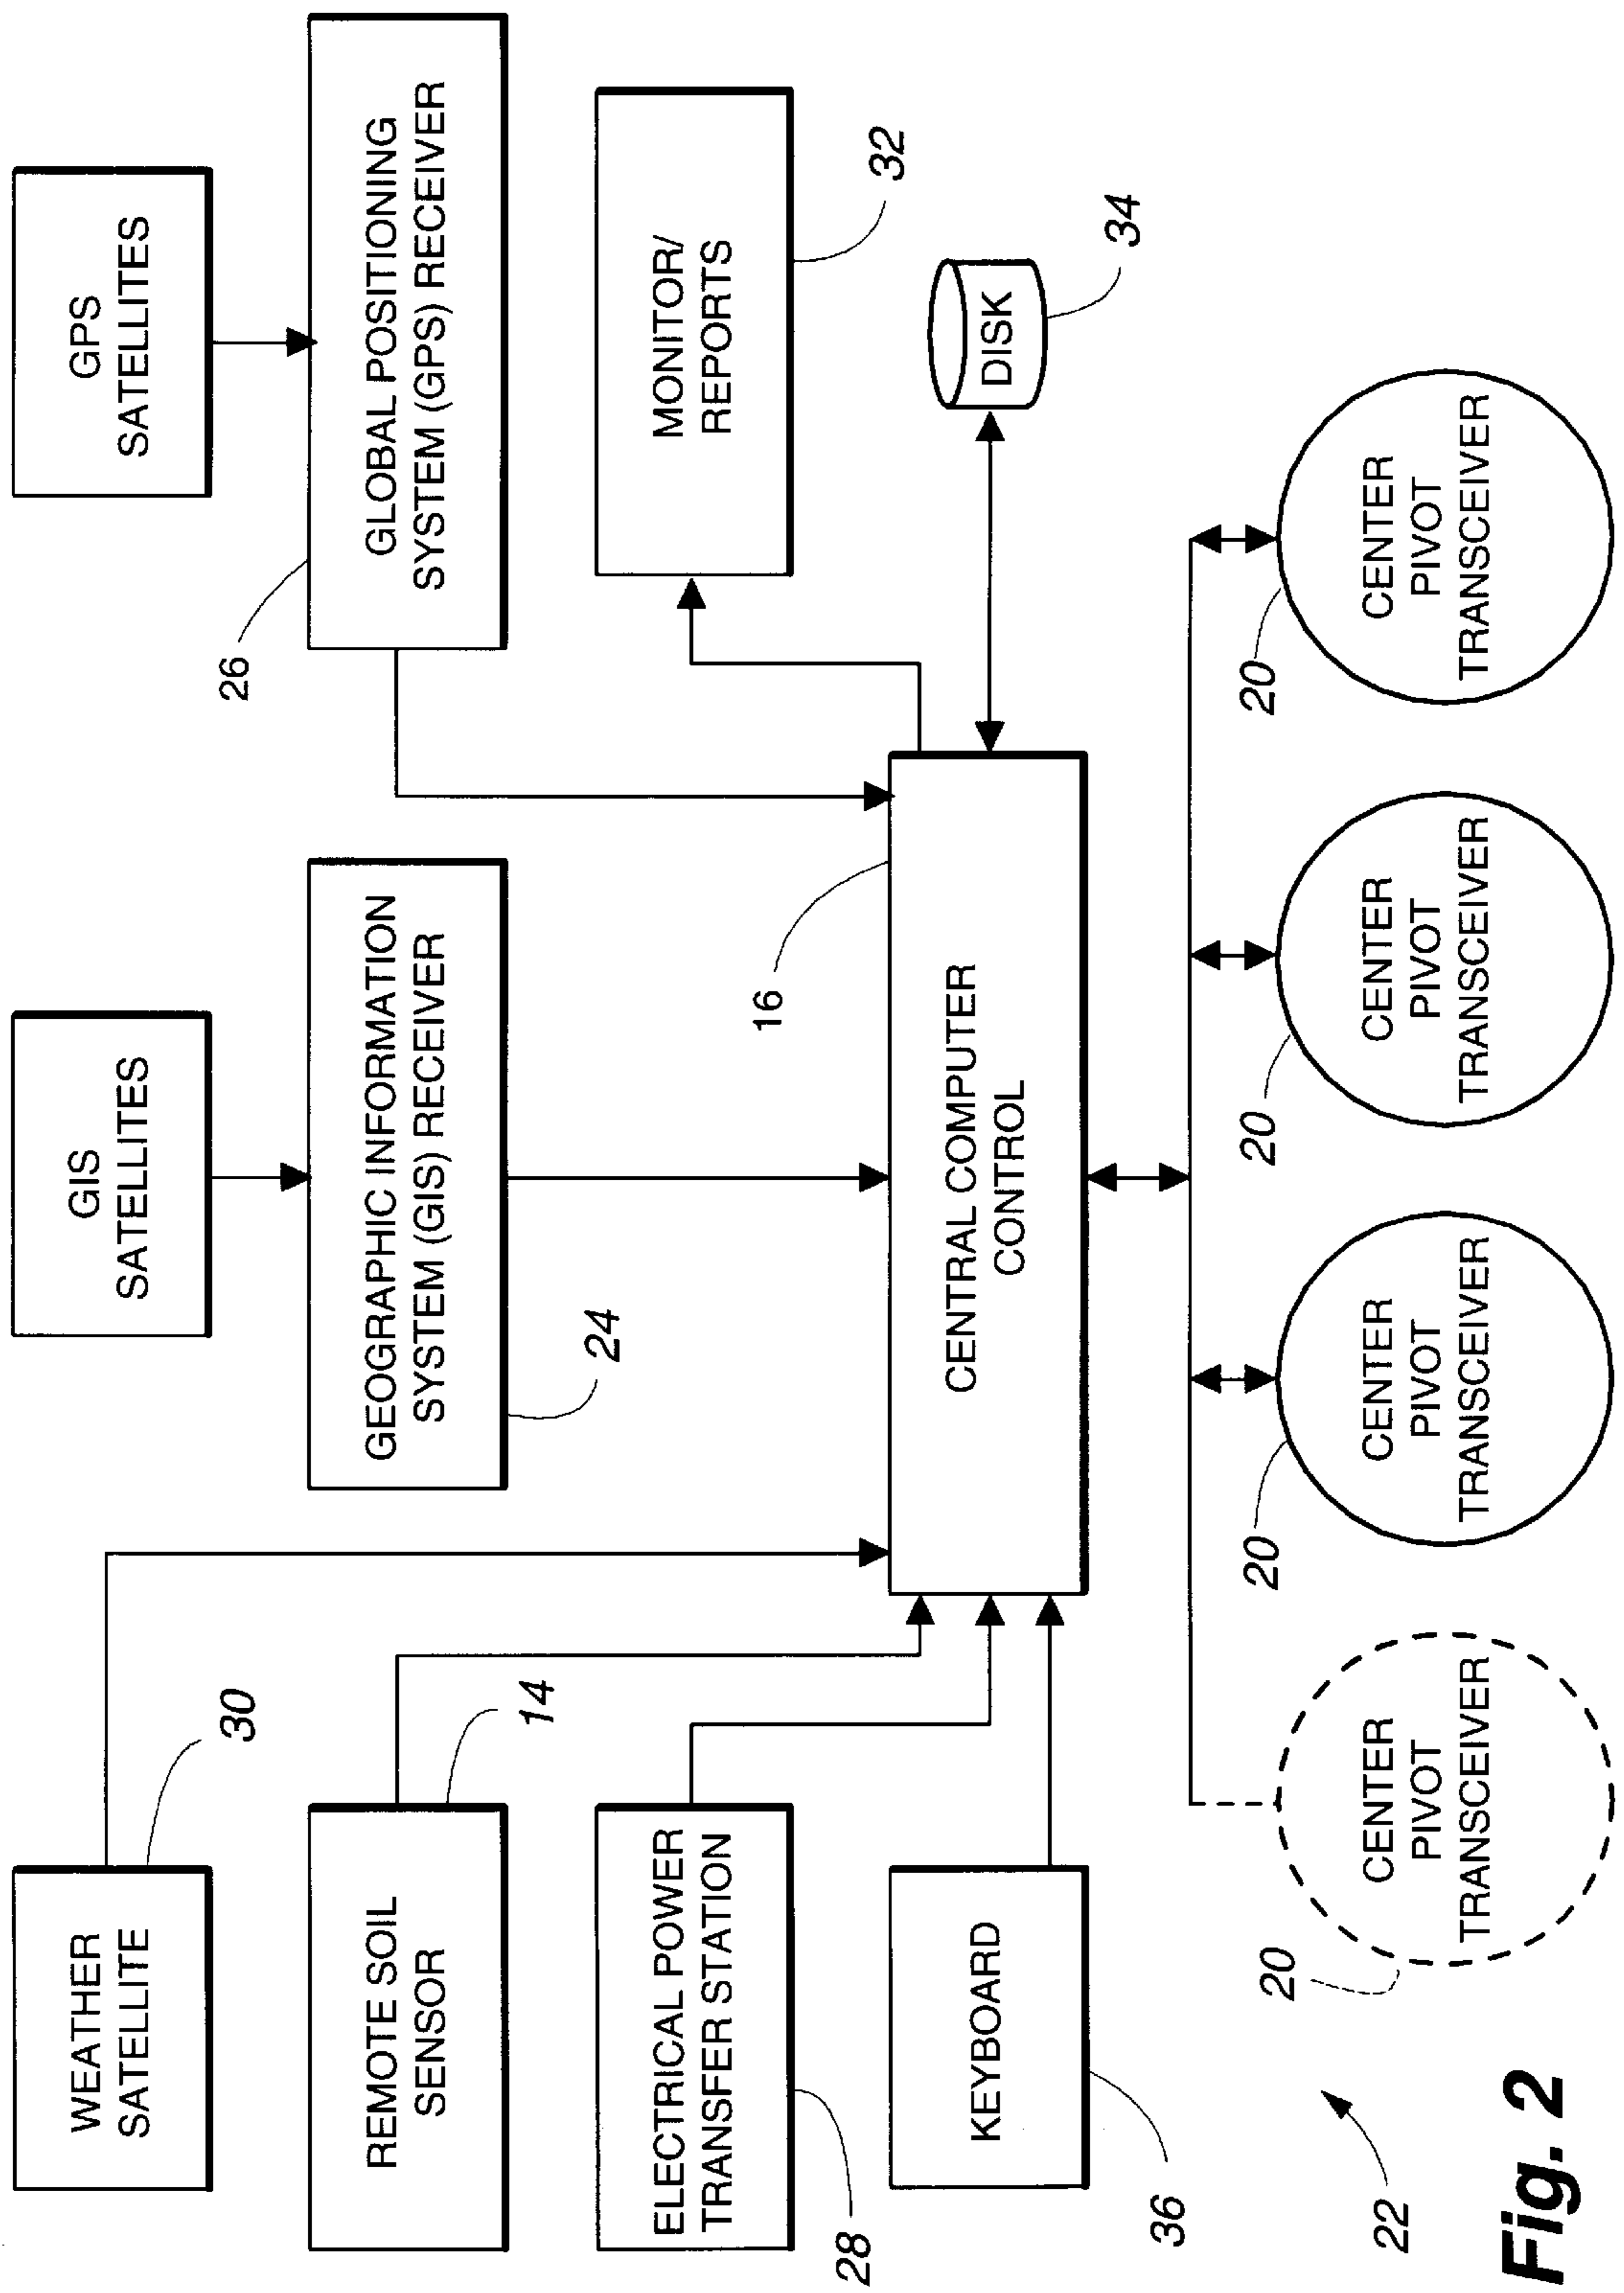 WEATHER
SATELLITE
30
GIS
SATELLITES
GPS
SATELLITES
REMOTE SOIL
SENSOR
14
GEOGRAPHIC INFORMATION
SYSTEM (GIS) RECEIVER
24
26
GLOBAL POSITIONING
SYSTEM (GPS) RECEIVER
ELECTRICAL POWER
TRANSFER STATION
28
MONITOR/
REPORTS
32
KEYBOARD
36
16
CENTRAL COMPUTER
CONTROL
DISK
34
20
CENTER
PIVOT
TRANSCEIVER
20
CENTER
PIVOT
TRANSCEIVER
20
CENTER
PIVOT
TRANSCEIVER
20
CENTER
PIVOT
TRANSCEIVER
22
Fig. 2